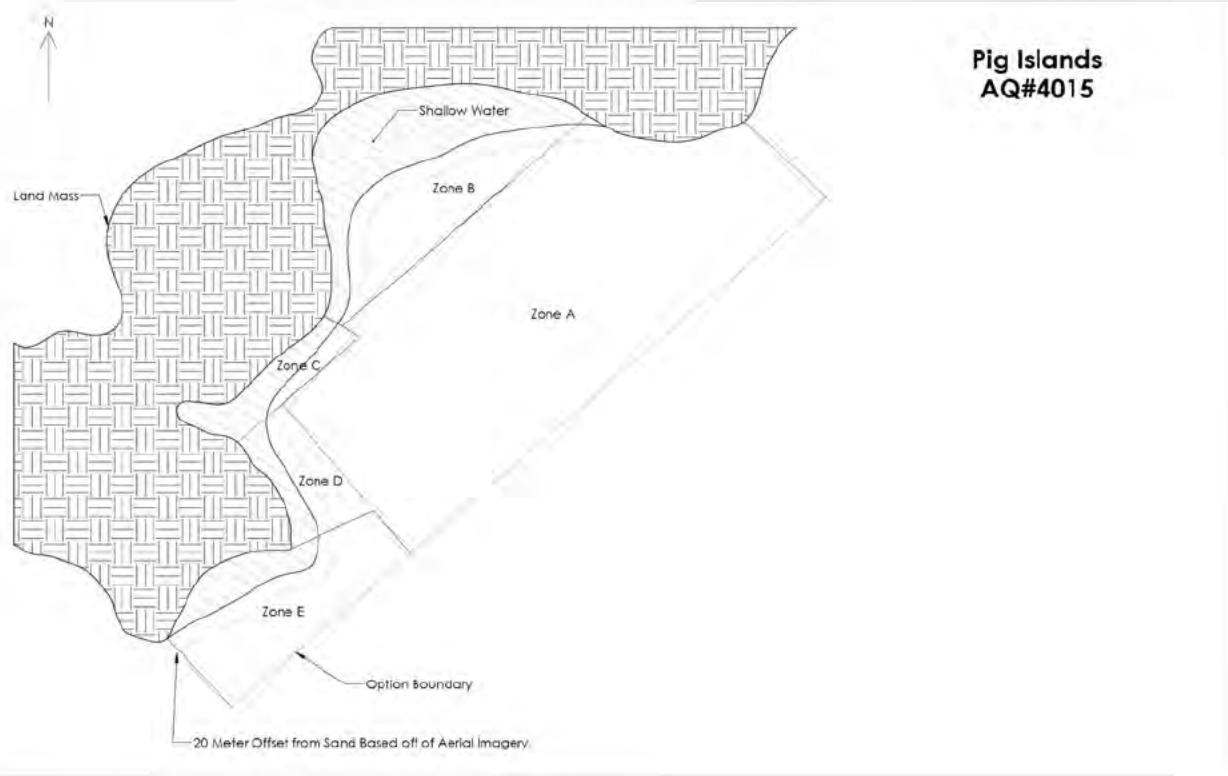 N
Pig Islands
AQ#4015
Shallow Water
Zone B
Land Mass
Zone A
Zone C
Zone D
Zone E
Option Boundary
20 Meter Offset from Sand Based off of Aerial Imagery